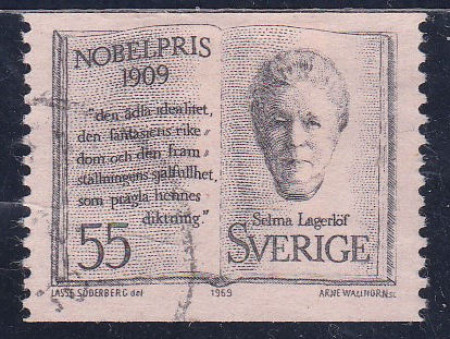 NOBELPRIS
1909
"den ädla idealitet,
den fantasiens rike
dom och den fram
ställningens själfullhet,
som prägla hennes
diktning"
55
Selma Lagerlöf
SVERIGE
LASSE SÖDERBERG del
1959
ARNE WALLHORN SC.